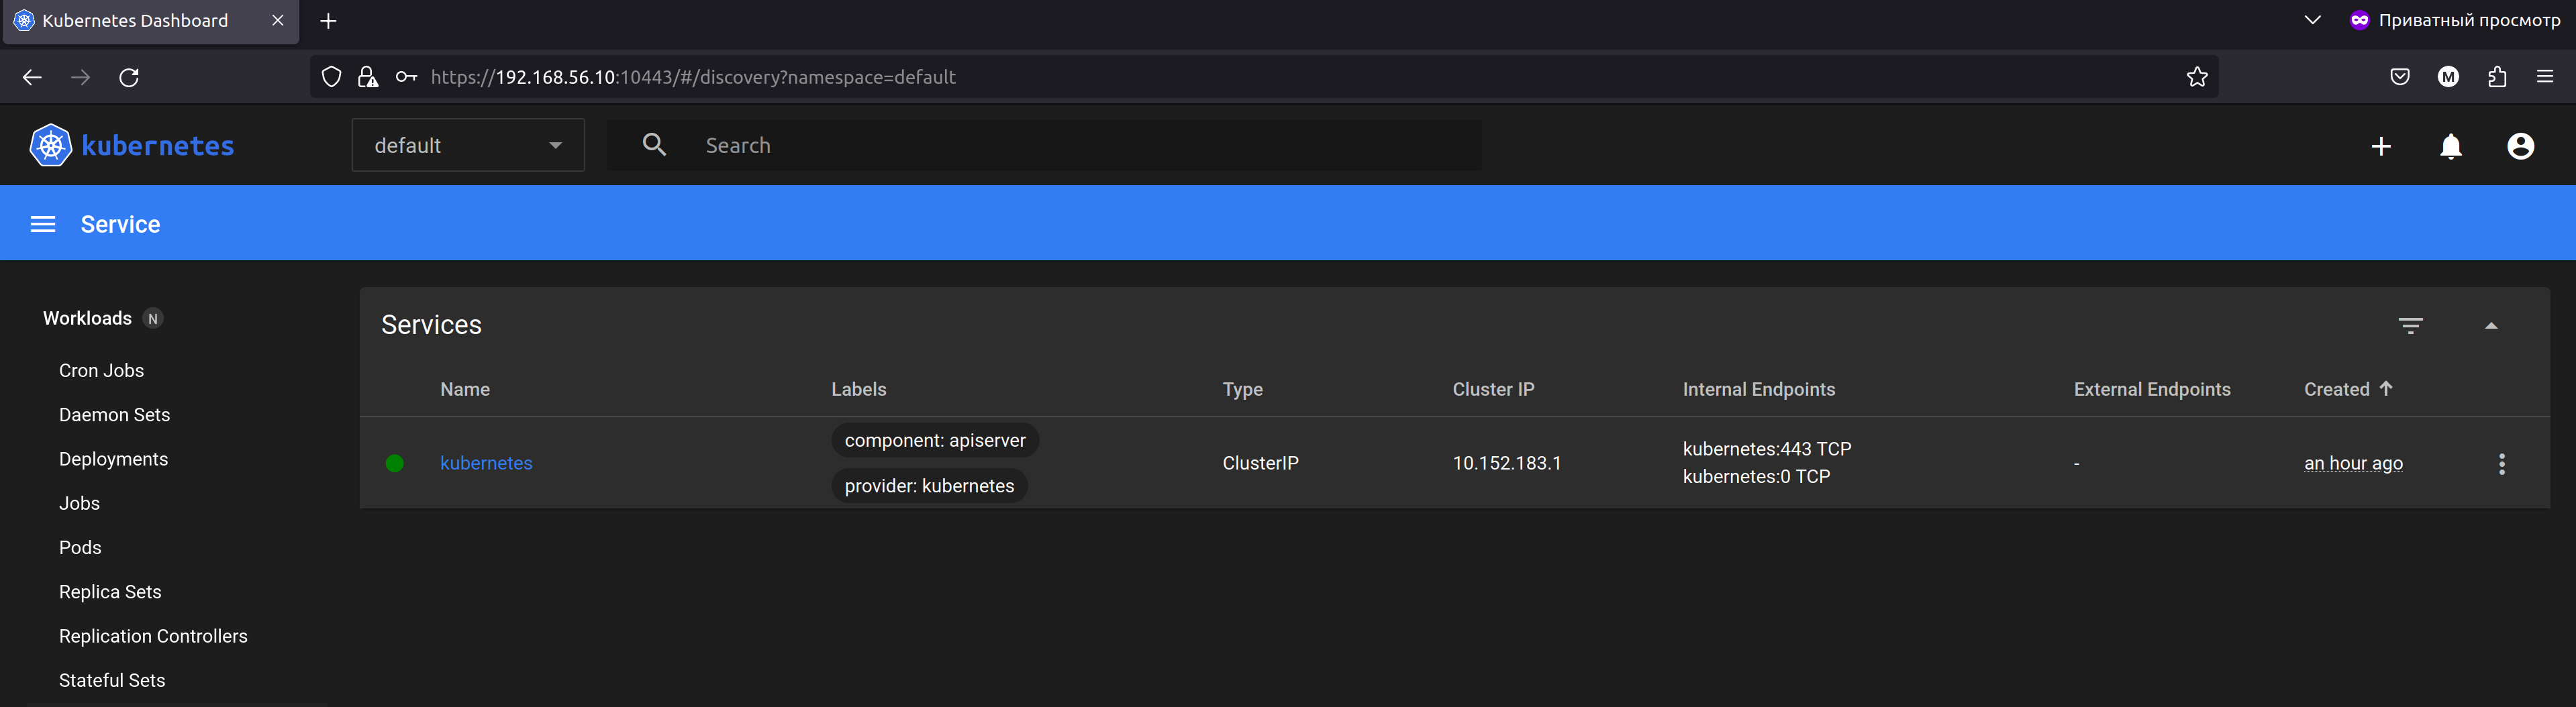 Kubernetes Dashboard
Приватный просмотр
https://192.168.56.10:10443/#/discovery?namespace=default
M
kubernetes
default
Search
Service
Workloads N
Cron Jobs
Daemon Sets
Deployments
Jobs
Pods
Replica Sets
Replication Controllers
Stateful Sets
Services
Name Labels Type Cluster IP Internal Endpoints External Endpoints Created
kubernetes
component: apiserver
provider: kubernetes
ClusterIP
10.152.183.1
kubernetes:443 TCP
kubernetes:0 TCP
-
an hour ago